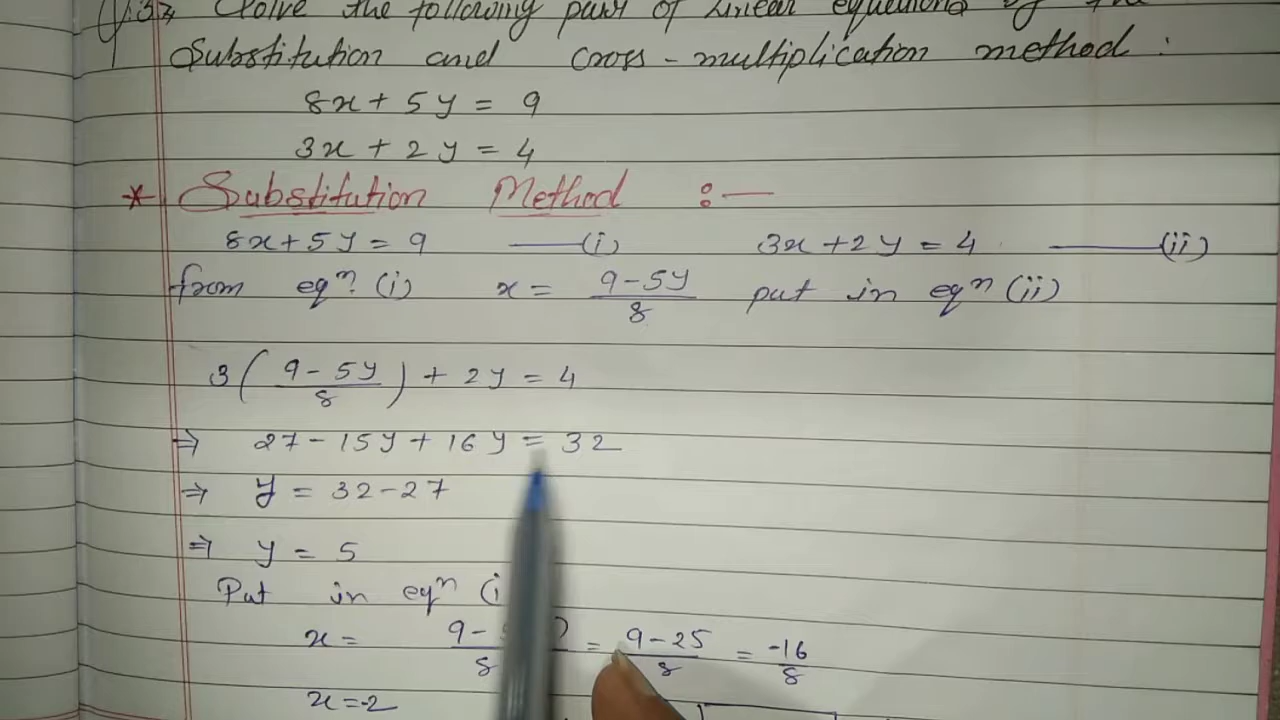 Solve the following pair of linear equations by the
Substitution and cross-multiplication method :
8x + 5y = 9
3x + 2y = 4
* Substitution Method :—
8x + 5y = 9 —(i) 3x + 2y = 4 —(ii)
from eqn. (i) x = (9 - 5y)/8 put in eqn (ii)
3((9 - 5y)/8) + 2y = 4
⇒ 27 - 15y + 16y = 32
⇒ y = 32 - 27
⇒ y = 5
Put in eqn (i
x = = (9 - 25)/8 = -16/8
x = -2